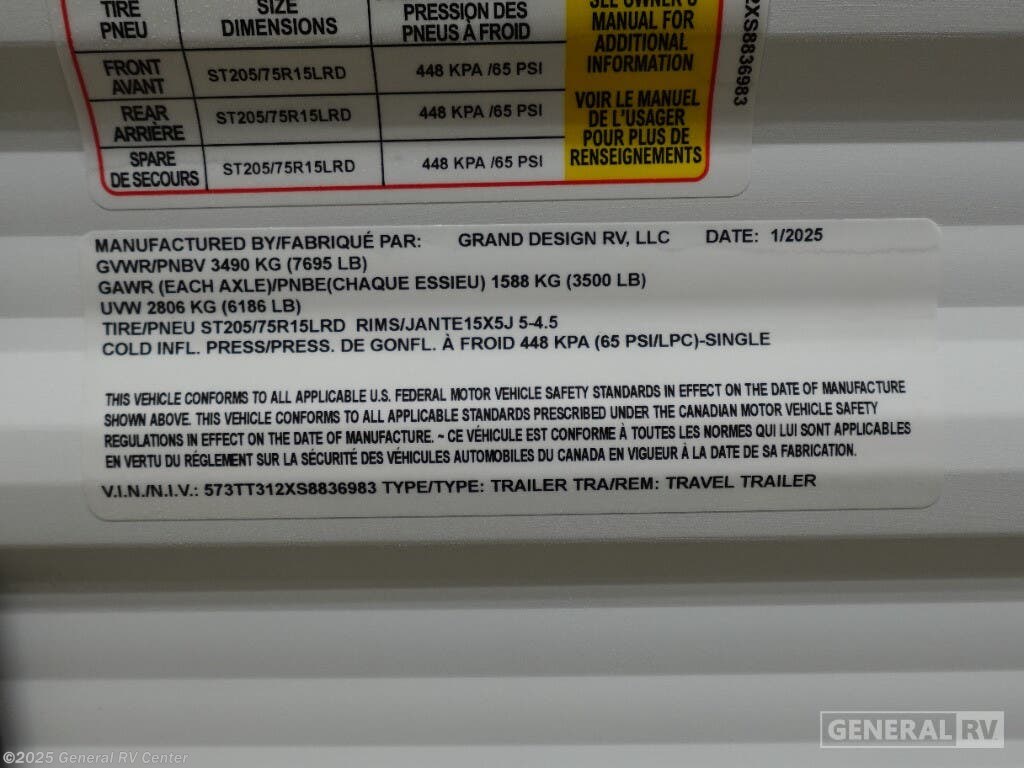 TIRE SIZE PRESSION DES SEE OWNER'S
PNEU DIMENSIONS PNEUS À FROID MANUAL FOR
ADDITIONAL
INFORMATION
FRONT
AVANT ST205/75R15LRD 448 KPA /65 PSI
REAR
ARRIÈRE ST205/75R15LRD 448 KPA /65 PSI
SPARE
DE SECOURS ST205/75R15LRD 448 KPA /65 PSI
VOIR LE MANUEL
DE L'USAGER
POUR PLUS DE
RENSEIGNEMENTS
2XS8836983
MANUFACTURED BY/FABRIQUÉ PAR: GRAND DESIGN RV, LLC DATE: 1/2025
GVWR/PNBV 3490 KG (7695 LB)
GAWR (EACH AXLE)/PNBE(CHAQUE ESSIEU) 1588 KG (3500 LB)
UVW 2806 KG (6186 LB)
TIRE/PNEU ST205/75R15LRD RIMS/JANTE15X5J 5-4.5
COLD INFL. PRESS/PRESS. DE GONFL. À FROID 448 KPA (65 PSI/LPC)-SINGLE
THIS VEHICLE CONFORMS TO ALL APPLICABLE U.S. FEDERAL MOTOR VEHICLE SAFETY STANDARDS IN EFFECT ON THE DATE OF MANUFACTURE
SHOWN ABOVE. THIS VEHICLE CONFORMS TO ALL APPLICABLE STANDARDS PRESCRIBED UNDER THE CANADIAN MOTOR VEHICLE SAFETY
REGULATIONS IN EFFECT ON THE DATE OF MANUFACTURE. ~ CE VÉHICULE EST CONFORME À TOUTES LES NORMES QUI LUI SONT APPLICABLES
EN VERTU DU RÉGLEMENT SUR LA SÉCURITÉ DES VÉHICULES AUTOMOBILES DU CANADA EN VIGUEUR À LA DATE DE SA FABRICATION.
V.I.N./N.I.V.: 573TT312XS8836983 TYPE/TYPE: TRAILER TRA/REM: TRAVEL TRAILER
GENERAL RV
©2025 General RV Center